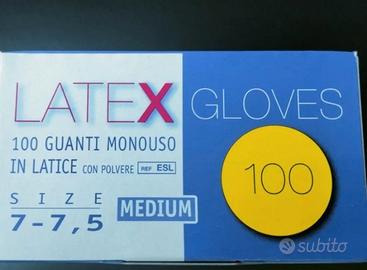 LATEX GLOVES
100 GUANTI MONOUSO
IN LATICE CON POLVERE REF ESL
100
SIZE
7-7,5 MEDIUM
subito